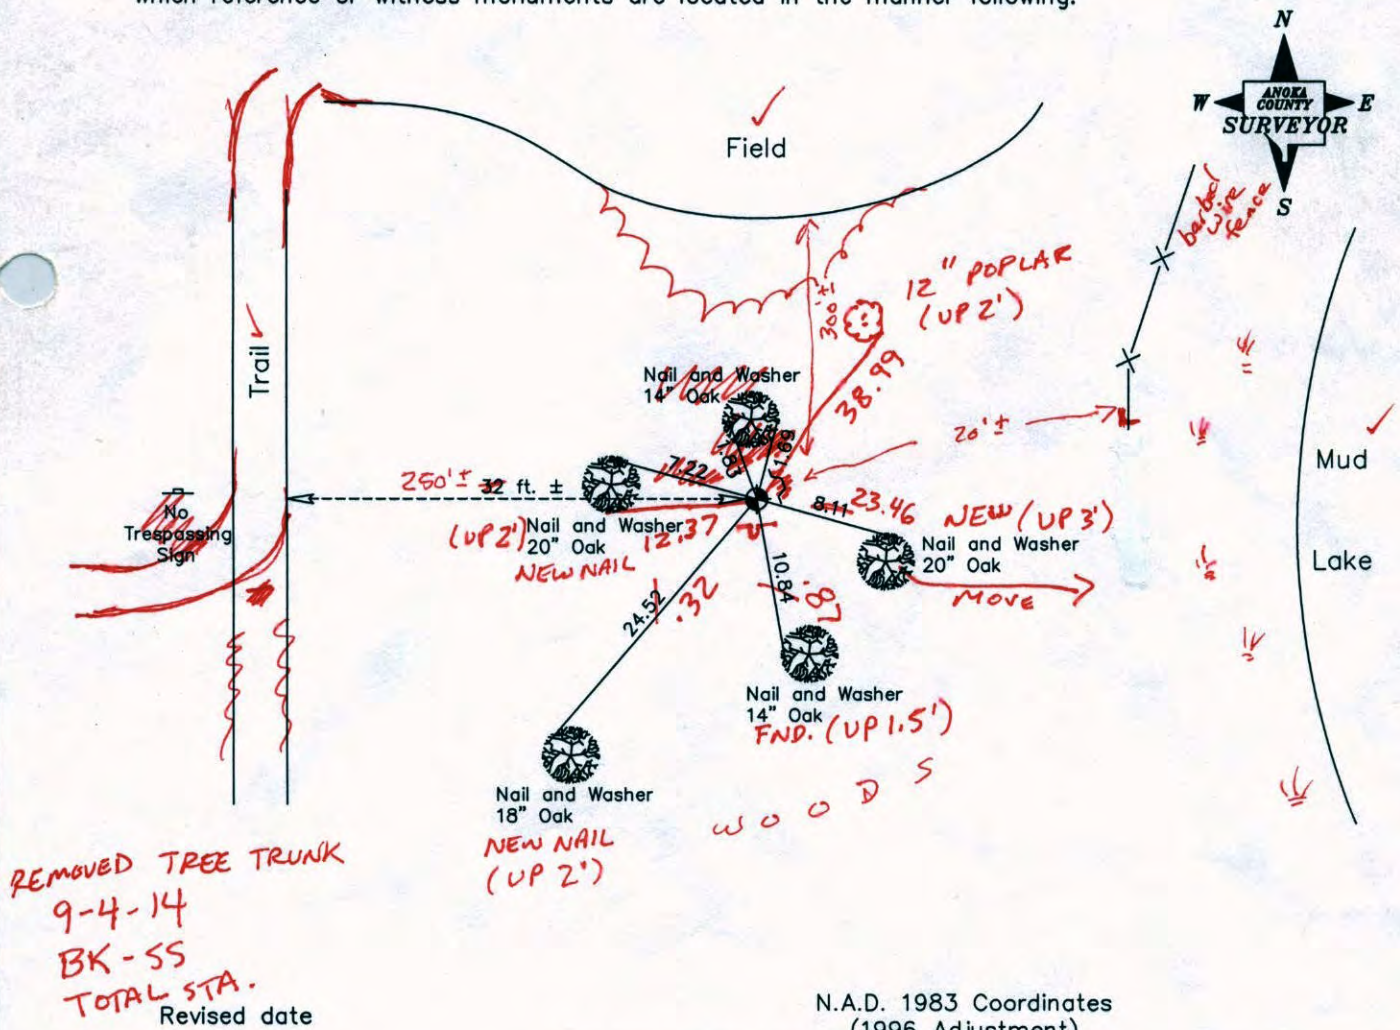 which reference or witness monuments are located in the manner following:
N
ANOKA
COUNTY
W E
SURVEYOR
S
Field
barbed
wire
fence
12" POPLAR
(UP 2')
300'±
Trail
Nail and Washer
14" Oak
38.99
20'±
Mud
Lake
7.22
1.69
250'± 32 ft. ±
8.11 23.46
NEW (UP 3')
No
Trespassing
Sign
(UP 2') Nail and Washer
20" Oak
12.37
NEW NAIL
Nail and Washer
20" Oak
MOVE
10.84
.87
24.52
.32
Nail and Washer
14" Oak
FND. (UP 1.5')
Nail and Washer
18" Oak
NEW NAIL
(UP 2')
WOODS
REMOVED TREE TRUNK
9-4-14
BK-SS
TOTAL STA.
Revised date
N.A.D. 1983 Coordinates
(1996 Adjustment)